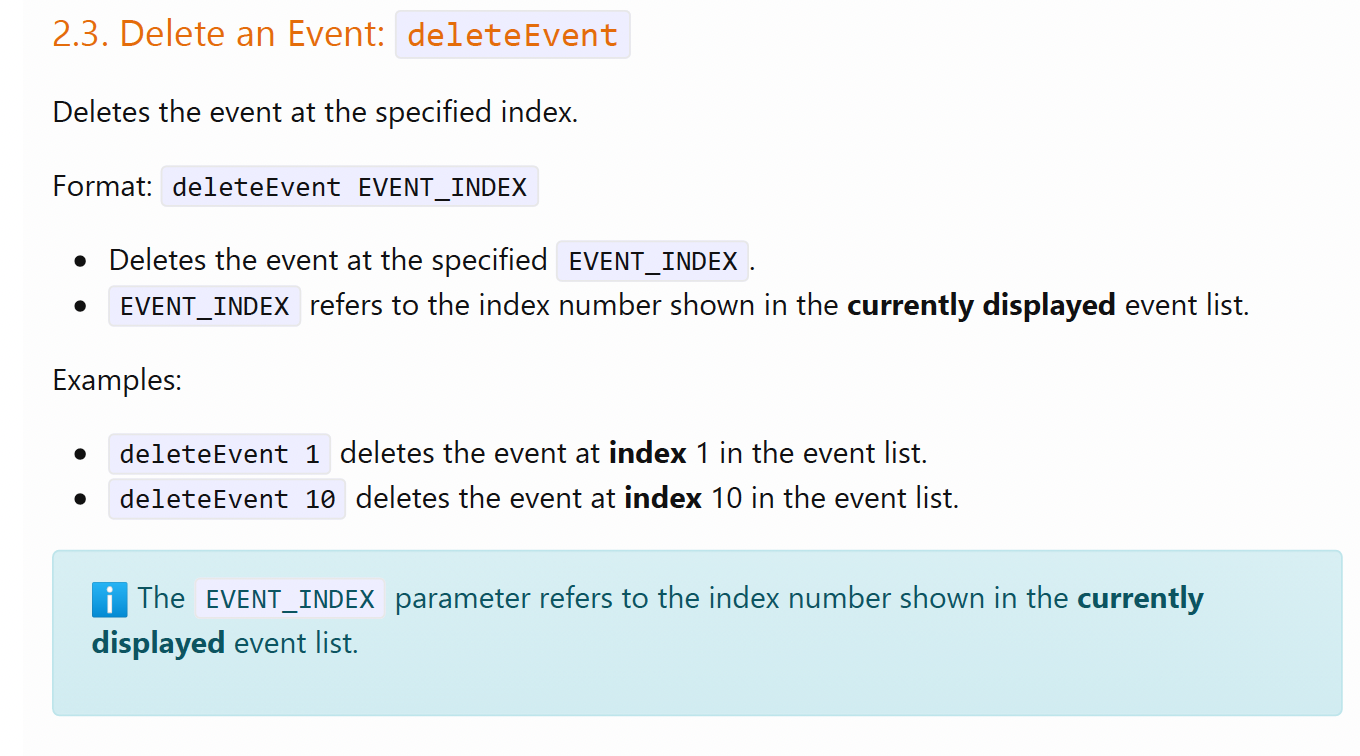 2.3. Delete an Event: deleteEvent
Deletes the event at the specified index.
Format: deleteEvent EVENT_INDEX
• Deletes the event at the specified EVENT_INDEX.
• EVENT_INDEX refers to the index number shown in the currently displayed event list.
Examples:
• deleteEvent 1 deletes the event at index 1 in the event list.
• deleteEvent 10 deletes the event at index 10 in the event list.
ℹ️ The EVENT_INDEX parameter refers to the index number shown in the currently
displayed event list.